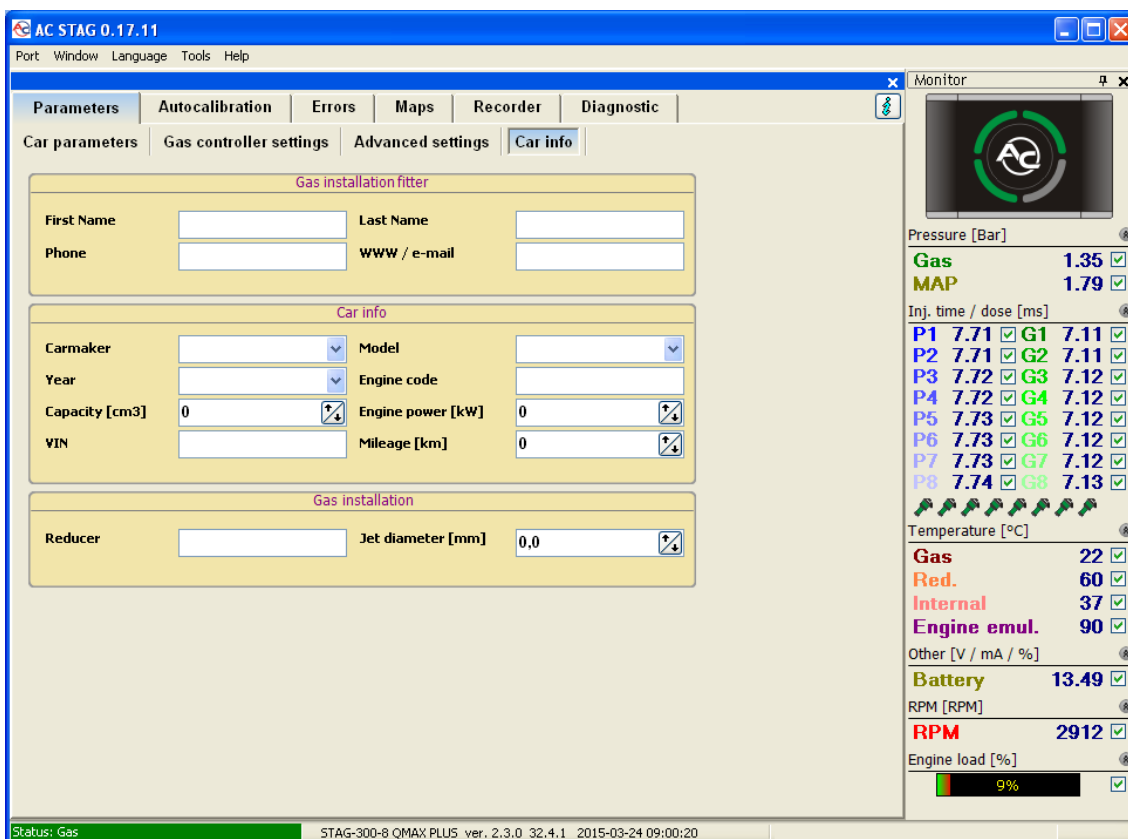 AC STAG 0.17.11
Port Window Language Tools Help
Parameters Autocalibration Errors Maps Recorder Diagnostic
Car parameters Gas controller settings Advanced settings Car info
Gas installation fitter
First Name Last Name
Phone WWW / e-mail
Car info
Carmaker Model
Year Engine code
Capacity [cm3] 0 Engine power [kW] 0
VIN Mileage [km] 0
Gas installation
Reducer Jet diameter [mm] 0,0
Monitor
AC
Pressure [Bar]
Gas 1.35
MAP 1.79
Inj. time / dose [ms]
P1 7.71 G1 7.11
P2 7.71 G2 7.11
P3 7.72 G3 7.12
P4 7.72 G4 7.12
P5 7.73 G5 7.12
P6 7.73 G6 7.12
P7 7.73 G7 7.12
P8 7.74 G8 7.13
Temperature [°C]
Gas 22
Red. 60
Internal 37
Engine emul. 90
Other [V / mA / %]
Battery 13.49
RPM [RPM]
RPM 2912
Engine load [%]
9%
Status: Gas STAG-300-8 QMAX PLUS ver. 2.3.0 32.4.1 2015-03-24 09:00:20